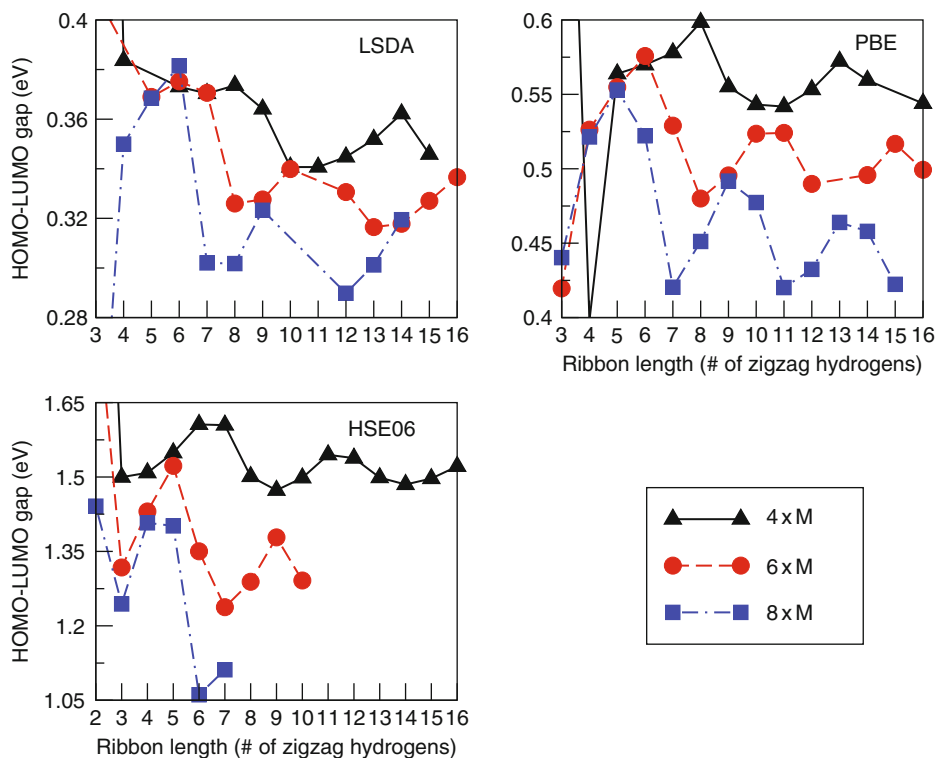 HOMO-LUMO gap (eV)
0.4
0.36
0.32
0.28
LSDA
3 4 5 6 7 8 9 10 11 12 13 14 15 16
HOMO-LUMO gap (eV)
0.6
0.55
0.5
0.45
0.4
PBE
3 4 5 6 7 8 9 10 11 12 13 14 15 16
Ribbon length (# of zigzag hydrogens)
HOMO-LUMO gap (eV)
1.65
1.5
1.35
1.2
1.05
HSE06
2 3 4 5 6 7 8 9 10 11 12 13 14 15 16
Ribbon length (# of zigzag hydrogens)
4 x M
6 x M
8 x M